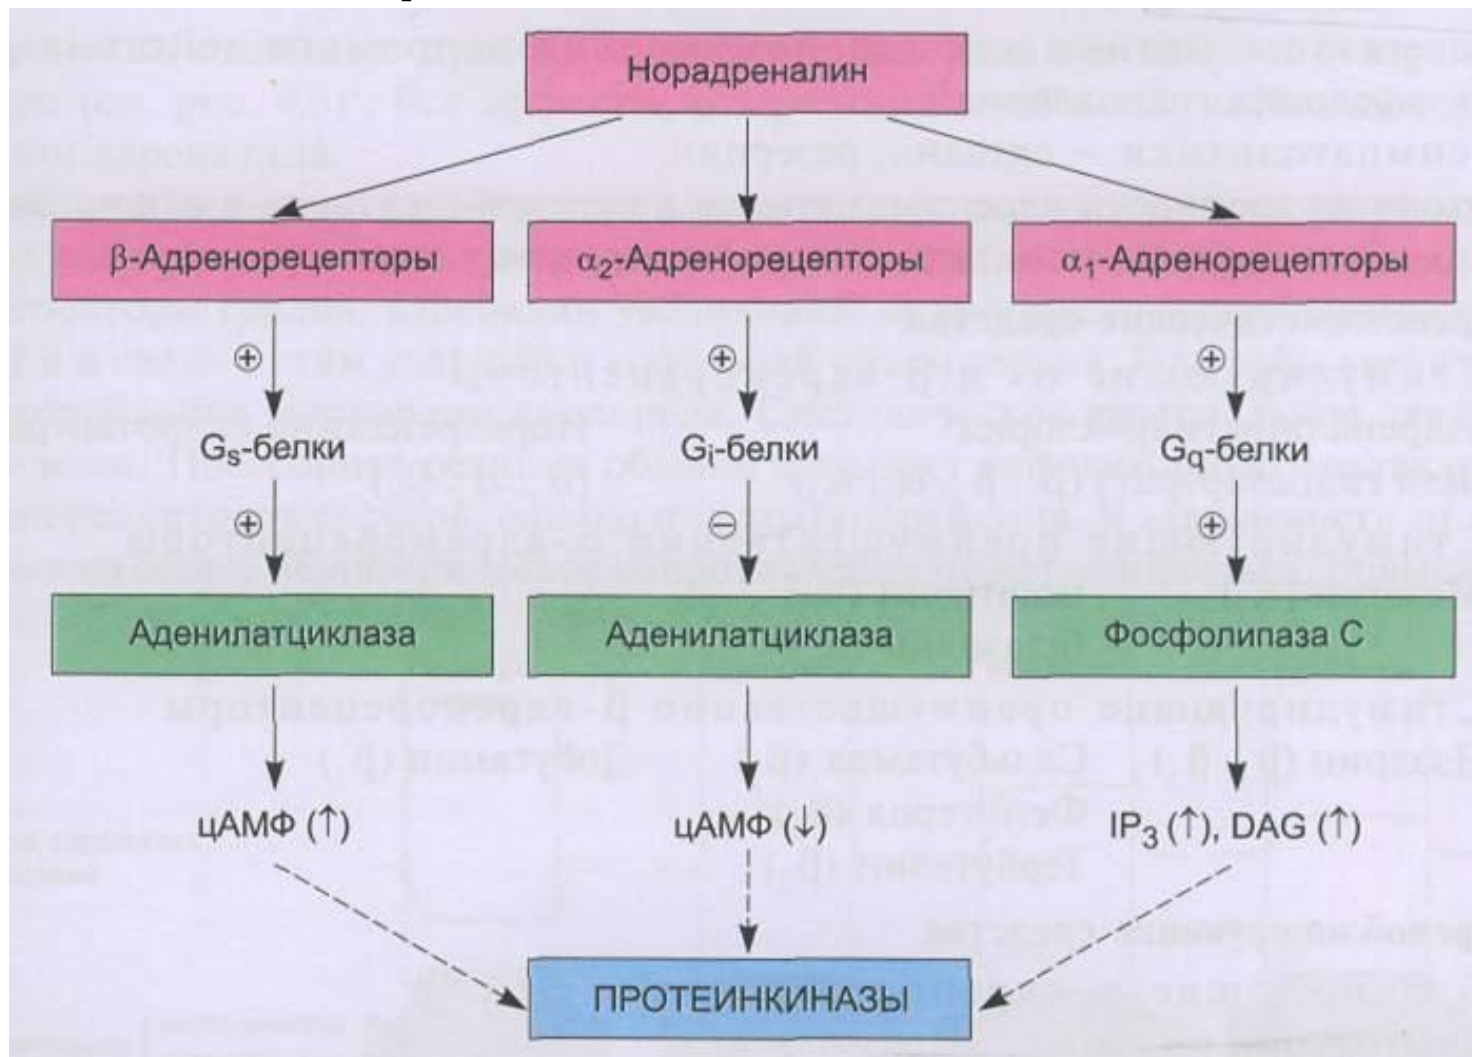 Норадреналин
β-Адренорецепторы
α2-Адренорецепторы
α1-Адренорецепторы
+
+
+
Gs-белки
Gi-белки
Gq-белки
+
−
+
Аденилатциклаза
Аденилатциклаза
Фосфолипаза С
цАМФ (↑)
цАМФ (↓)
IP3 (↑), DAG (↑)
ПРОТЕИНКИНАЗЫ